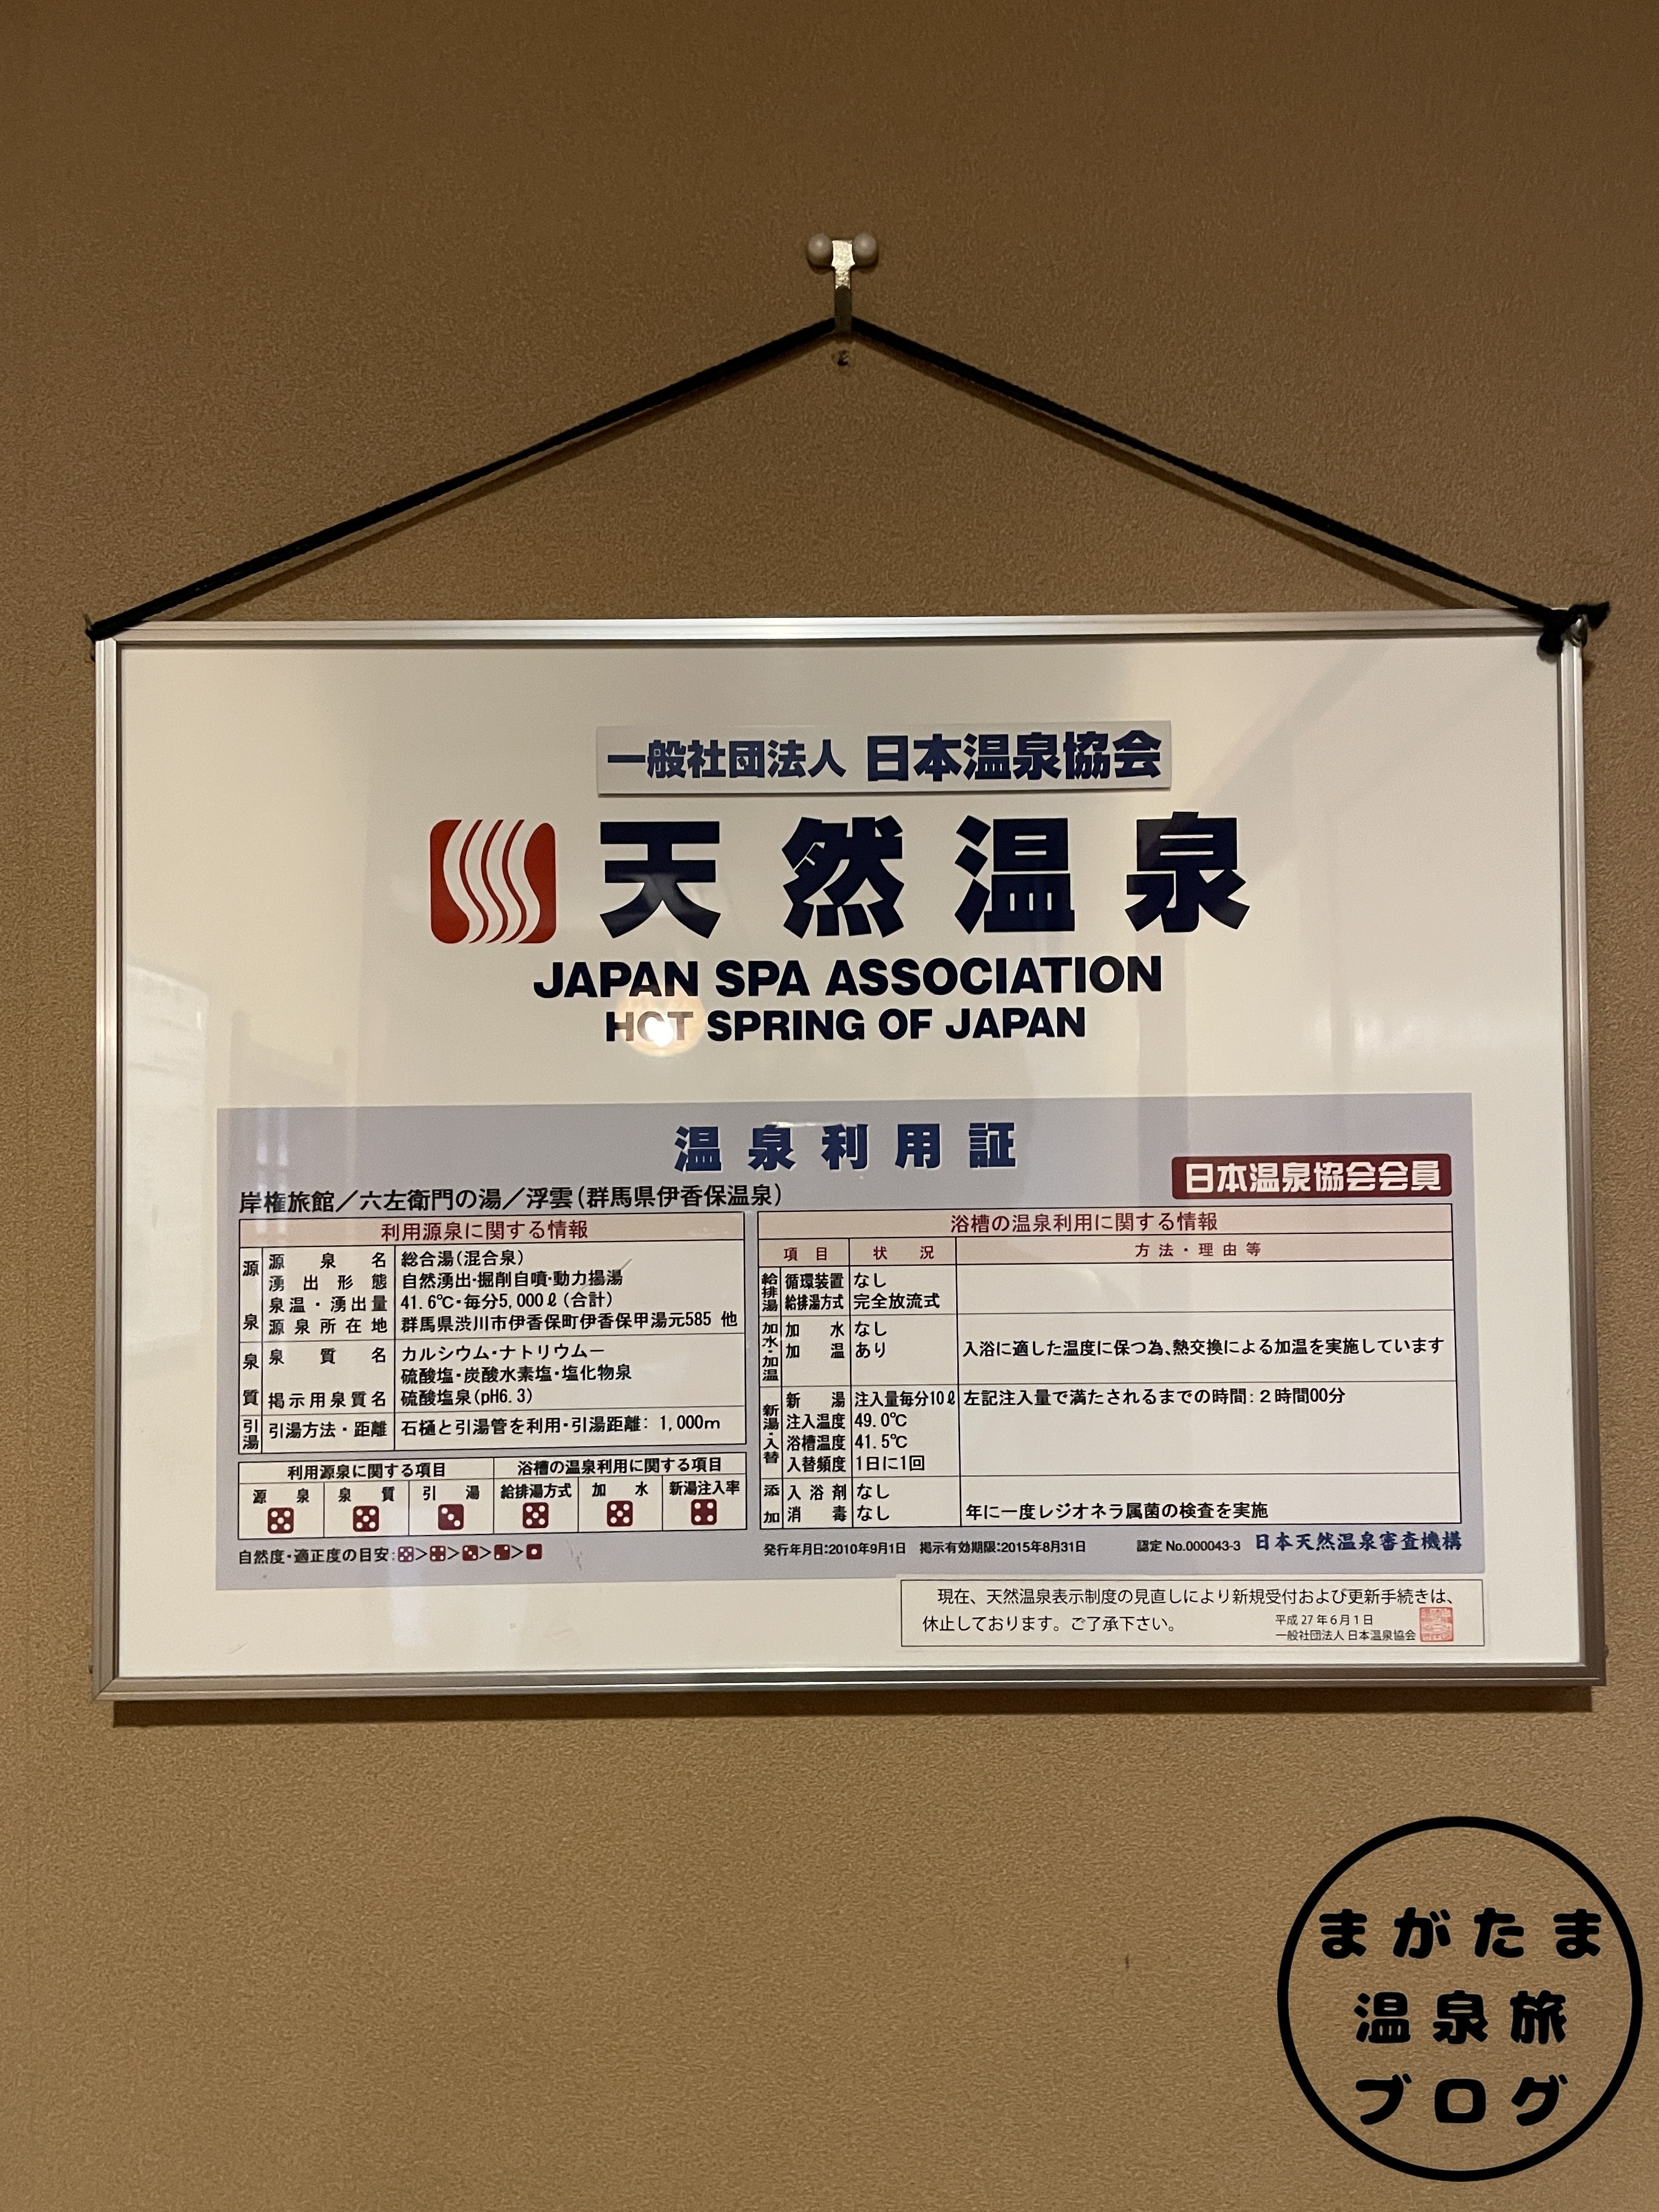 一般社団法人 日本温泉協会
天然温泉
JAPAN SPA ASSOCIATION
HOT SPRING OF JAPAN
温泉利用証
日本温泉協会会員
岸権旅館／六左衛門の湯／浮雲(群馬県伊香保温泉)
利用源泉に関する情報
源泉
源泉名 総合湯(混合泉)
湧出形態 自然湧出・掘削自噴・動力揚湯
泉温・湧出量 41.6℃・毎分5,000ℓ(合計)
源泉所在地 群馬県渋川市伊香保町伊香保甲湯元585 他
泉質
泉質名 カルシウム・ナトリウム－
硫酸塩・炭酸水素塩・塩化物泉
掲示用泉質名 硫酸塩泉(pH6.3)
引湯
引湯方法・距離 石樋と引湯管を利用・引湯距離: 1,000m
利用源泉に関する項目 浴槽の温泉利用に関する項目
源泉 泉質 引湯 給排湯方式 加水 新湯注入率
自然度・適正度の目安:
浴槽の温泉利用に関する情報
項目 状況 方法・理由等
給排湯
循環装置 なし
給排湯方式 完全放流式
加水・加温
加水 なし
加温 あり 入浴に適した温度に保つ為、熱交換による加温を実施しています
新湯・入替
新湯 注入量毎分10ℓ 左記注入量で満たされるまでの時間:2時間00分
注入温度 49.0℃
浴槽温度 41.5℃
入替頻度 1日に1回
添加
入浴剤 なし
消毒 なし 年に一度レジオネラ属菌の検査を実施
発行年月日:2010年9月1日 掲示有効期限:2015年8月31日 認定 No.000043-3 日本天然温泉審査機構
現在、天然温泉表示制度の見直しにより新規受付および更新手続きは、
休止しております。ご了承下さい。
平成27年6月1日
一般社団法人 日本温泉協会
まがたま
温泉旅
ブログ